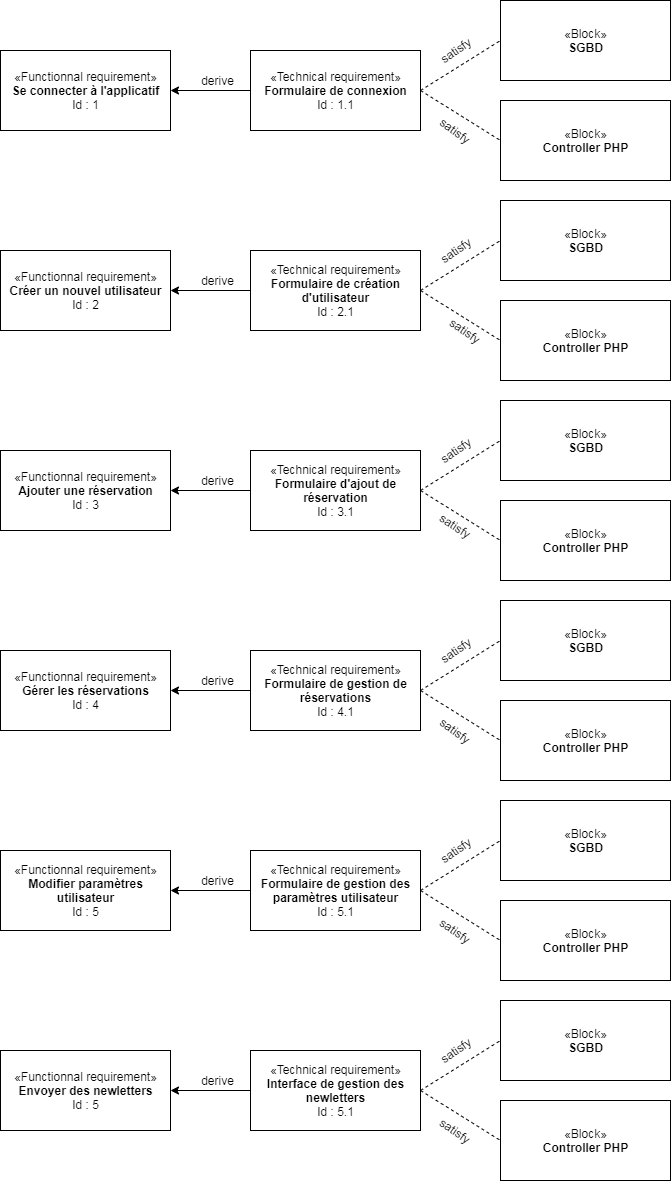 «Block»
SGBD
satisfy
«Functionnal requirement»
Se connecter à l'applicatif
Id : 1
derive
«Technical requirement»
Formulaire de connexion
Id : 1.1
satisfy
«Block»
Controller PHP
«Block»
SGBD
satisfy
«Functionnal requirement»
Créer un nouvel utilisateur
Id : 2
derive
«Technical requirement»
Formulaire de création
d'utilisateur
Id : 2.1
satisfy
«Block»
Controller PHP
«Block»
SGBD
satisfy
«Functionnal requirement»
Ajouter une réservation
Id : 3
derive
«Technical requirement»
Formulaire d'ajout de
réservation
Id : 3.1
satisfy
«Block»
Controller PHP
«Block»
SGBD
satisfy
«Functionnal requirement»
Gérer les réservations
Id : 4
derive
«Technical requirement»
Formulaire de gestion de
réservations
Id : 4.1
satisfy
«Block»
Controller PHP
«Block»
SGBD
satisfy
«Functionnal requirement»
Modifier paramètres
utilisateur
Id : 5
derive
«Technical requirement»
Formulaire de gestion des
paramètres utilisateur
Id : 5.1
satisfy
«Block»
Controller PHP
«Block»
SGBD
satisfy
«Functionnal requirement»
Envoyer des newletters
Id : 5
derive
«Technical requirement»
Interface de gestion des
newletters
Id : 5.1
satisfy
«Block»
Controller PHP